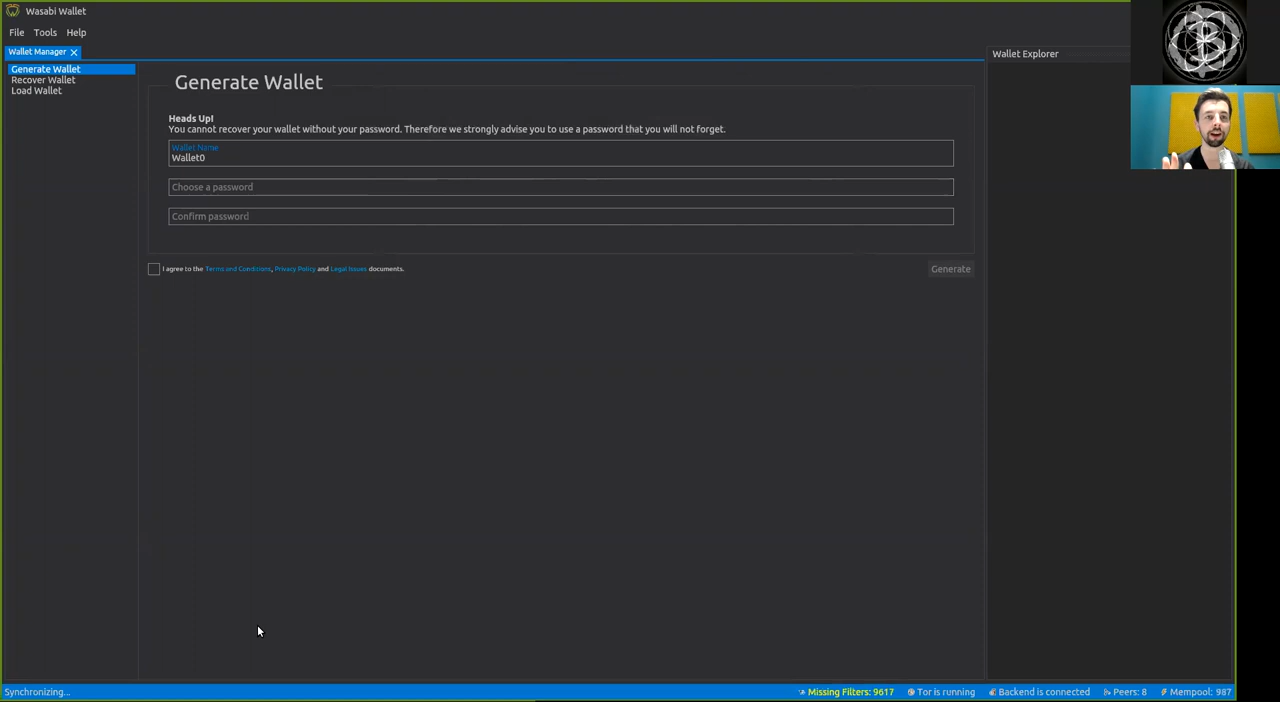 Wasabi Wallet
File Tools Help
Wallet Manager
Generate Wallet
Recover Wallet
Load Wallet
Generate Wallet
Heads Up!
You cannot recover your wallet without your password. Therefore we strongly advise you to use a password that you will not forget.
Wallet Name
Wallet0
Choose a password
Confirm password
I agree to the Terms and Conditions, Privacy Policy and Legal Issues documents.
Generate
Wallet Explorer
Synchronizing...
Missing Filters: 9617
Tor is running
Backend is connected
Peers: 8
Mempool: 987